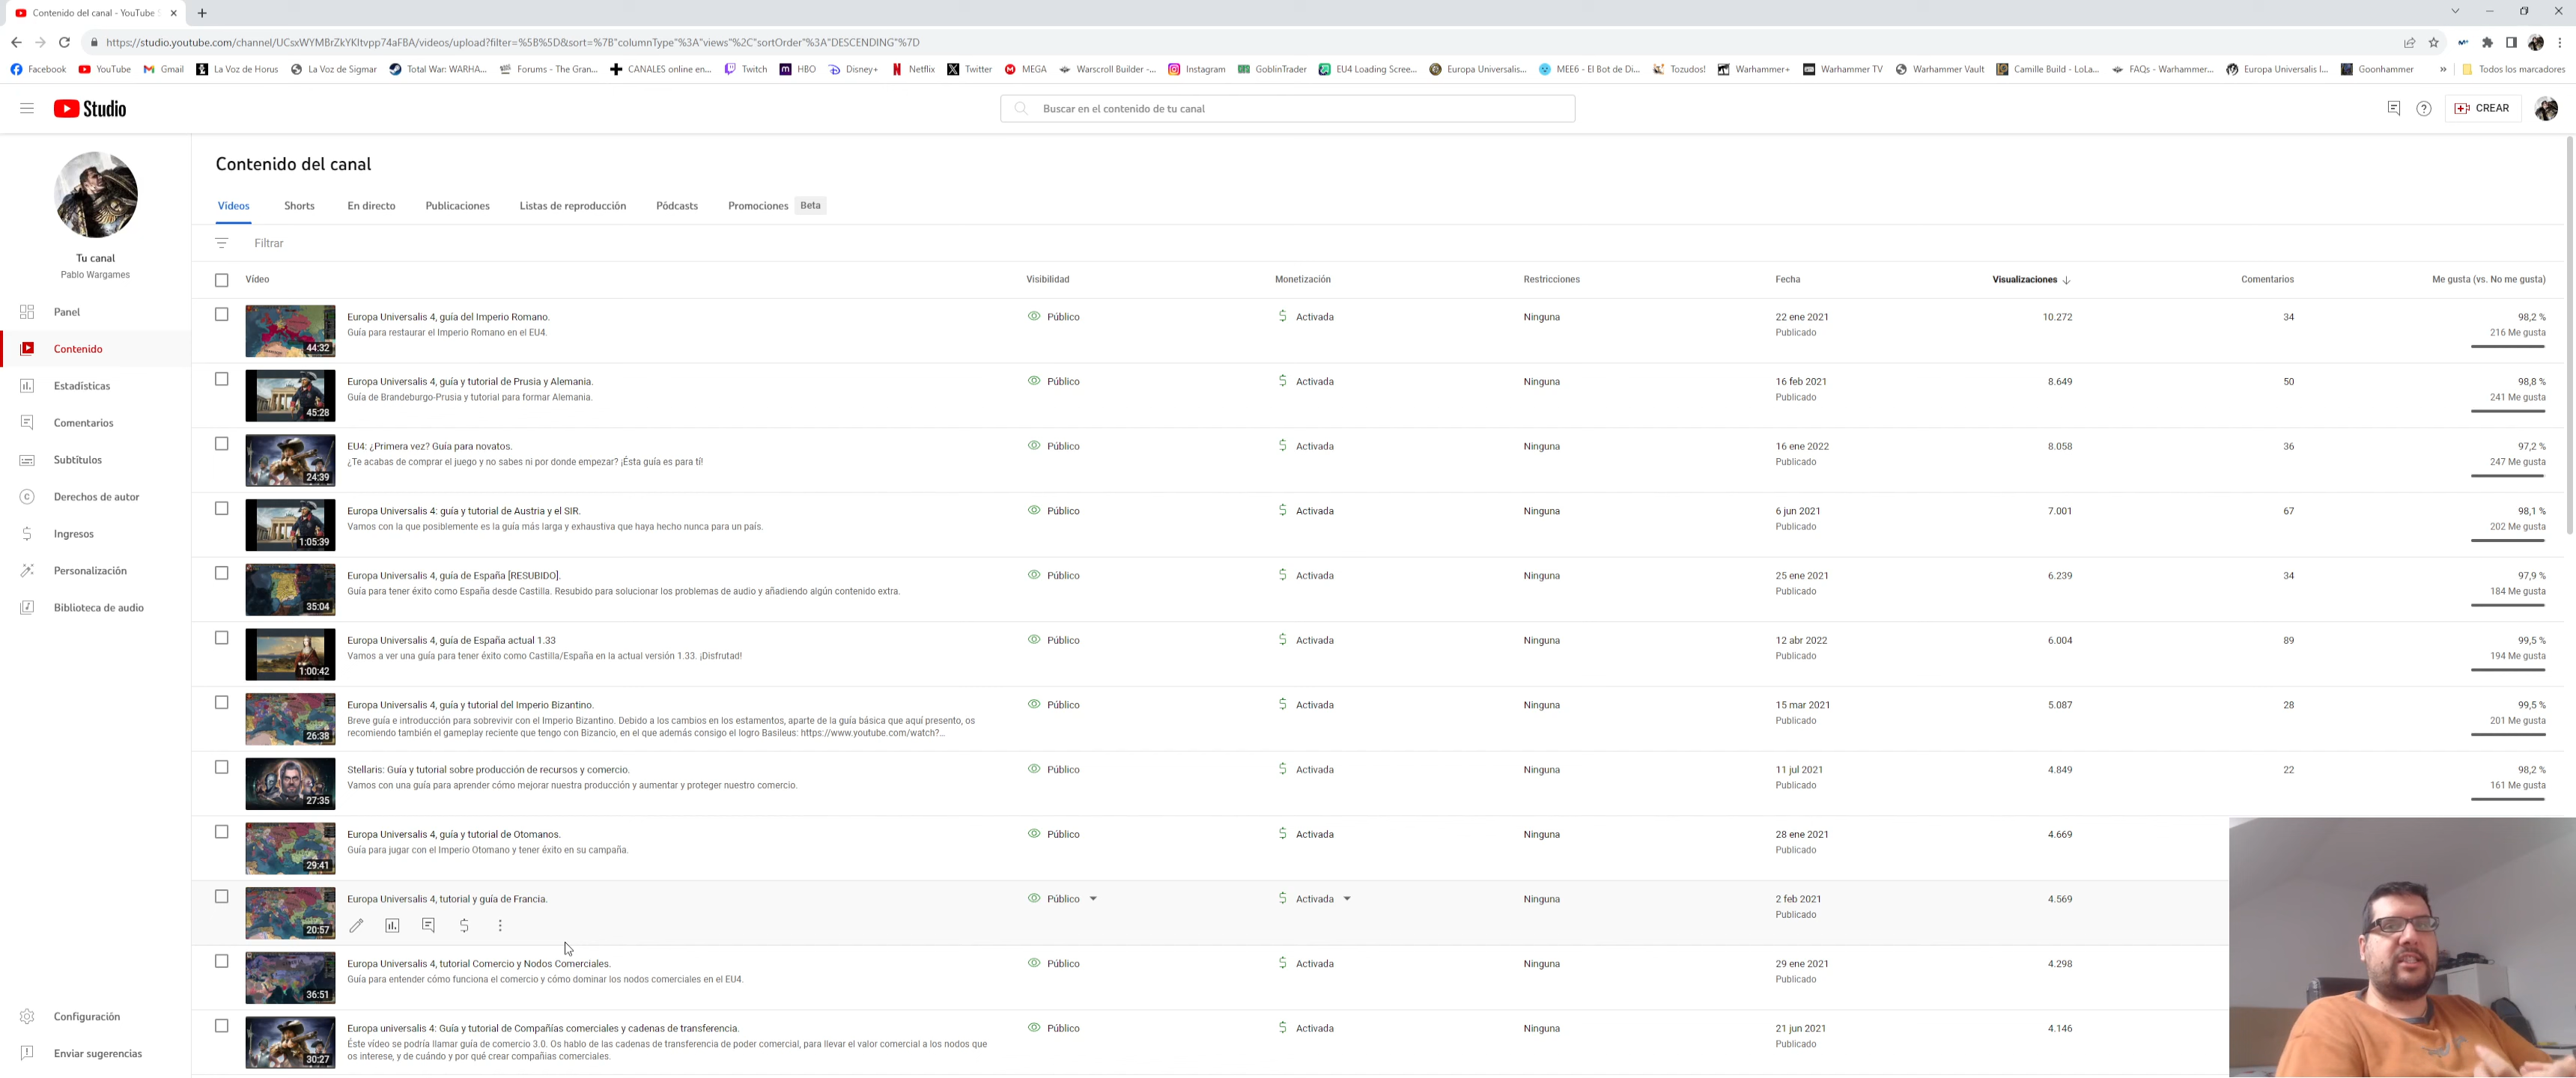 Contenido del canal - YouTube S
https://studio.youtube.com/channel/UCsxWYMBrZkYKItvpp74aFBA/videos/upload?filter=%5B%5D&sort=%7B"columnType"%3A"views"%2C"sortOrder"%3A"DESCENDING"%7D
Facebook YouTube Gmail La Voz de Horus La Voz de Sigmar Total War: WARHA... Forums - The Gran... CANALES online en... Twitch HBO Disney+ Netflix Twitter MEGA Warscroll Builder -... Instagram GoblinTrader EU4 Loading Scree... Europa Universalis... MEE6 - El Bot de Di... Tozudos! Warhammer+ Warhammer TV Warhammer Vault Camille Build - LoLa... FAQs - Warhammer... Europa Universalis I... Goonhammer » Todos los marcadores
Studio
Buscar en el contenido de tu canal
CREAR
Tu canal
Pablo Wargames
Panel
Contenido
Estadísticas
Comentarios
Subtítulos
Derechos de autor
Ingresos
Personalización
Biblioteca de audio
Configuración
Enviar sugerencias
Contenido del canal
Vídeos Shorts En directo Publicaciones Listas de reproducción Pódcasts Promociones Beta
Filtrar
Vídeo Visibilidad Monetización Restricciones Fecha Visualizaciones Comentarios Me gusta (vs. No me gusta)
Europa Universalis 4, guía del Imperio Romano. Público Activada Ninguna 22 ene 2021 10.272 34 98,2 %
Guía para restaurar el Imperio Romano en el EU4. Publicado 216 Me gusta
44:32
Europa Universalis 4, guía y tutorial de Prusia y Alemania. Público Activada Ninguna 16 feb 2021 8.649 50 98,8 %
Guía de Brandeburgo-Prusia y tutorial para formar Alemania. Publicado 241 Me gusta
45:28
EU4: ¿Primera vez? Guía para novatos. Público Activada Ninguna 16 ene 2022 8.058 36 97,2 %
¿Te acabas de comprar el juego y no sabes ni por donde empezar? ¡Ésta guía es para tí! Publicado 247 Me gusta
24:39
Europa Universalis 4: guía y tutorial de Austria y el SIR. Público Activada Ninguna 6 jun 2021 7.001 67 98,1 %
Vamos con la que posiblemente es la guía más larga y exhaustiva que haya hecho nunca para un país. Publicado 202 Me gusta
1:05:39
Europa Universalis 4, guía de España [RESUBIDO]. Público Activada Ninguna 25 ene 2021 6.239 34 97,9 %
Guía para tener éxito como España desde Castilla. Resubido para solucionar los problemas de audio y añadiendo algún contenido extra. Publicado 184 Me gusta
35:04
Europa Universalis 4, guía de España actual 1.33 Público Activada Ninguna 12 abr 2022 6.004 89 99,5 %
Vamos a ver una guía para tener éxito como Castilla/España en la actual versión 1.33. ¡Disfrutad! Publicado 194 Me gusta
1:00:42
Europa Universalis 4, guía y tutorial del Imperio Bizantino. Público Activada Ninguna 15 mar 2021 5.087 28 99,5 %
Breve guía e introducción para sobrevivir con el Imperio Bizantino. Debido a los cambios en los estamentos, aparte de la guía básica que aquí presento, os Publicado 201 Me gusta
recomiendo también el gameplay reciente que tengo con Bizancio, en el que además consigo el logro Basileus: https://www.youtube.com/watch?...
26:38
Stellaris: Guía y tutorial sobre producción de recursos y comercio. Público Activada Ninguna 11 jul 2021 4.849 22 98,2 %
Vamos con una guía para aprender cómo mejorar nuestra producción y aumentar y proteger nuestro comercio. Publicado 161 Me gusta
27:35
Europa Universalis 4, guía y tutorial de Otomanos. Público Activada Ninguna 28 ene 2021 4.669
Guía para jugar con el Imperio Otomano y tener éxito en su campaña. Publicado
29:41
Europa Universalis 4, tutorial y guía de Francia. Público Activada Ninguna 2 feb 2021 4.569
Publicado
20:57
Europa Universalis 4, tutorial Comercio y Nodos Comerciales. Público Activada Ninguna 29 ene 2021 4.298
Guía para entender cómo funciona el comercio y cómo dominar los nodos comerciales en el EU4. Publicado
36:51
Europa universalis 4: Guía y tutorial de Compañías comerciales y cadenas de transferencia. Público Activada Ninguna 21 jun 2021 4.146
Éste vídeo se podría llamar guía de comercio 3.0. Os hablo de las cadenas de transferencia de poder comercial, para llevar el valor comercial a los nodos que Publicado
os interese, y de cuándo y por qué crear compañías comerciales.
30:27